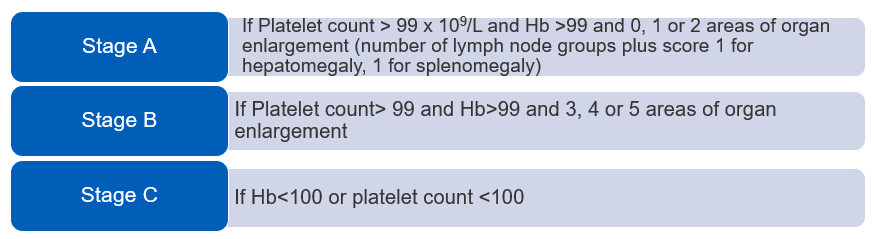 Stage A
If Platelet count > 99 x 10⁹/L and Hb >99 and 0, 1 or 2 areas of organ
enlargement (number of lymph node groups plus score 1 for
hepatomegaly, 1 for splenomegaly)
Stage B
If Platelet count> 99 and Hb>99 and 3, 4 or 5 areas of organ
enlargement
Stage C
If Hb<100 or platelet count <100